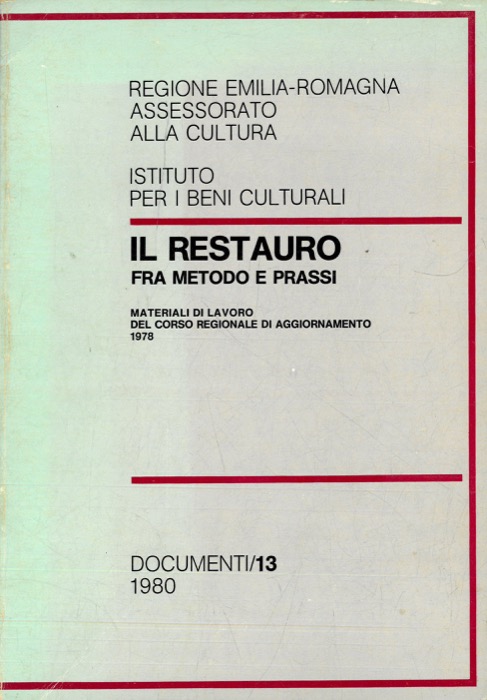 REGIONE EMILIA-ROMAGNA
ASSESSORATO
ALLA CULTURA
ISTITUTO
PER I BENI CULTURALI
IL RESTAURO
FRA METODO E PRASSI
MATERIALI DI LAVORO
DEL CORSO REGIONALE DI AGGIORNAMENTO
1978
DOCUMENTI/13
1980